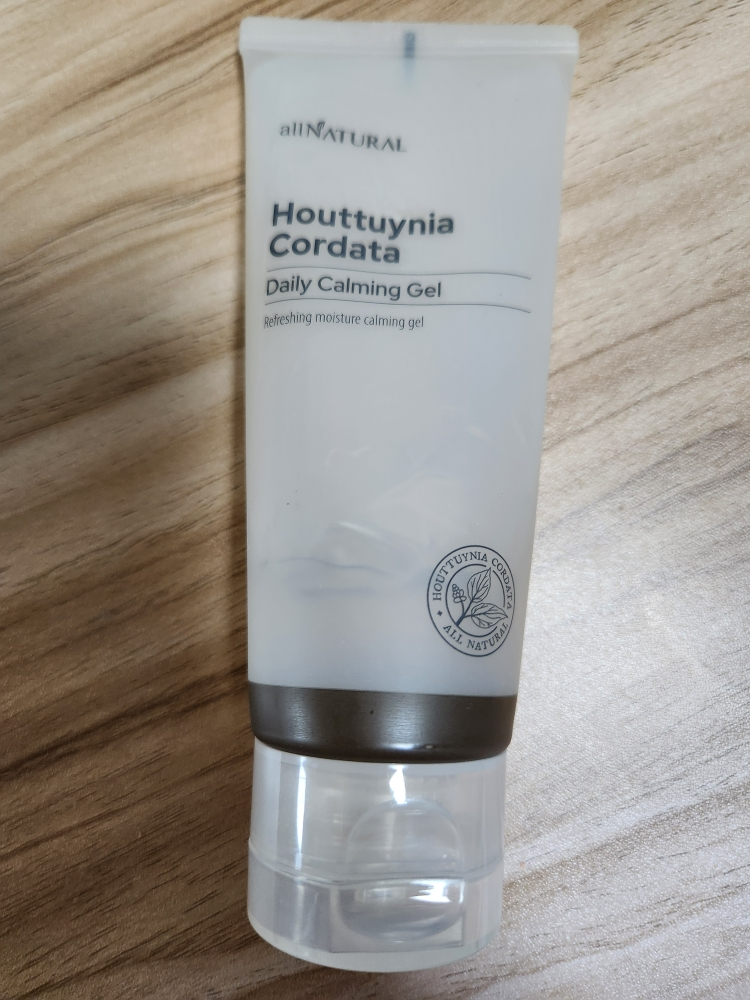 allNATURAL
Houttuynia
Cordata
Daily Calming Gel
Refreshing moisture calming gel
HOUTTUYNIA CORDATA
ALL NATURAL